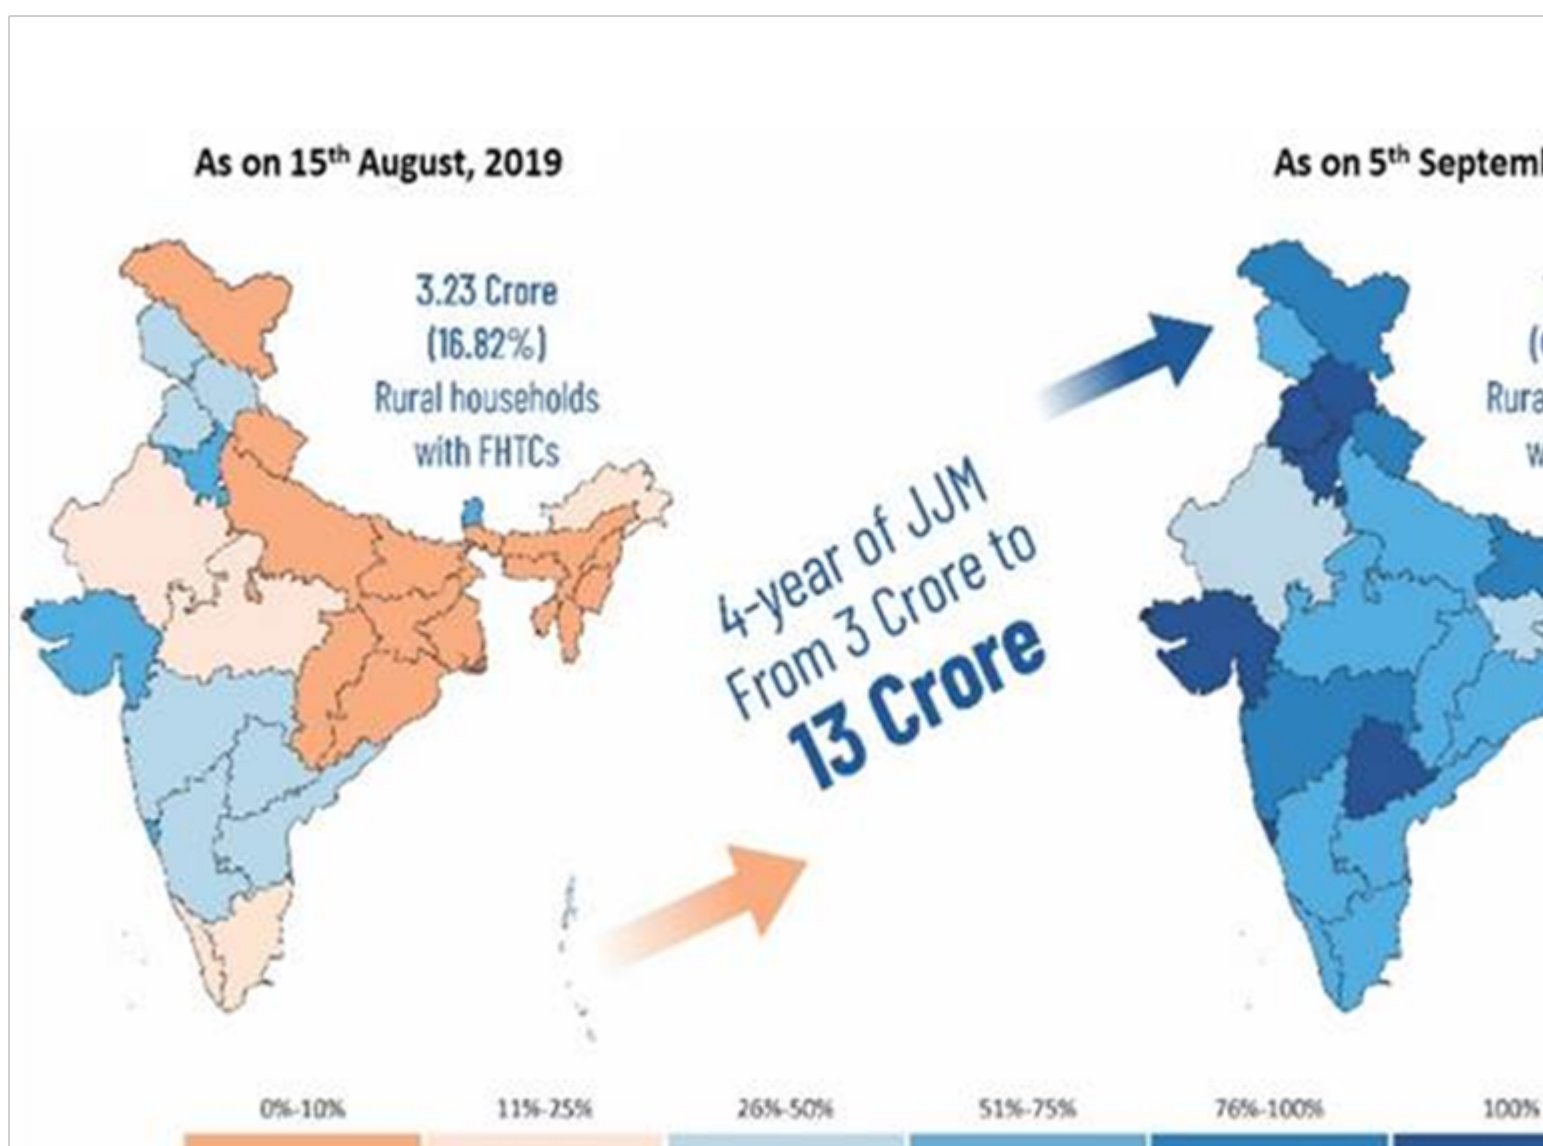 As on 15th August, 2019
3.23 Crore
(16.82%)
Rural households
with FHTCs
4-year of JJM
From 3 Crore to
13 Crore
As on 5th
0%-10%
11%-25%
26%-50%
51%-75%
76%-100%
100%